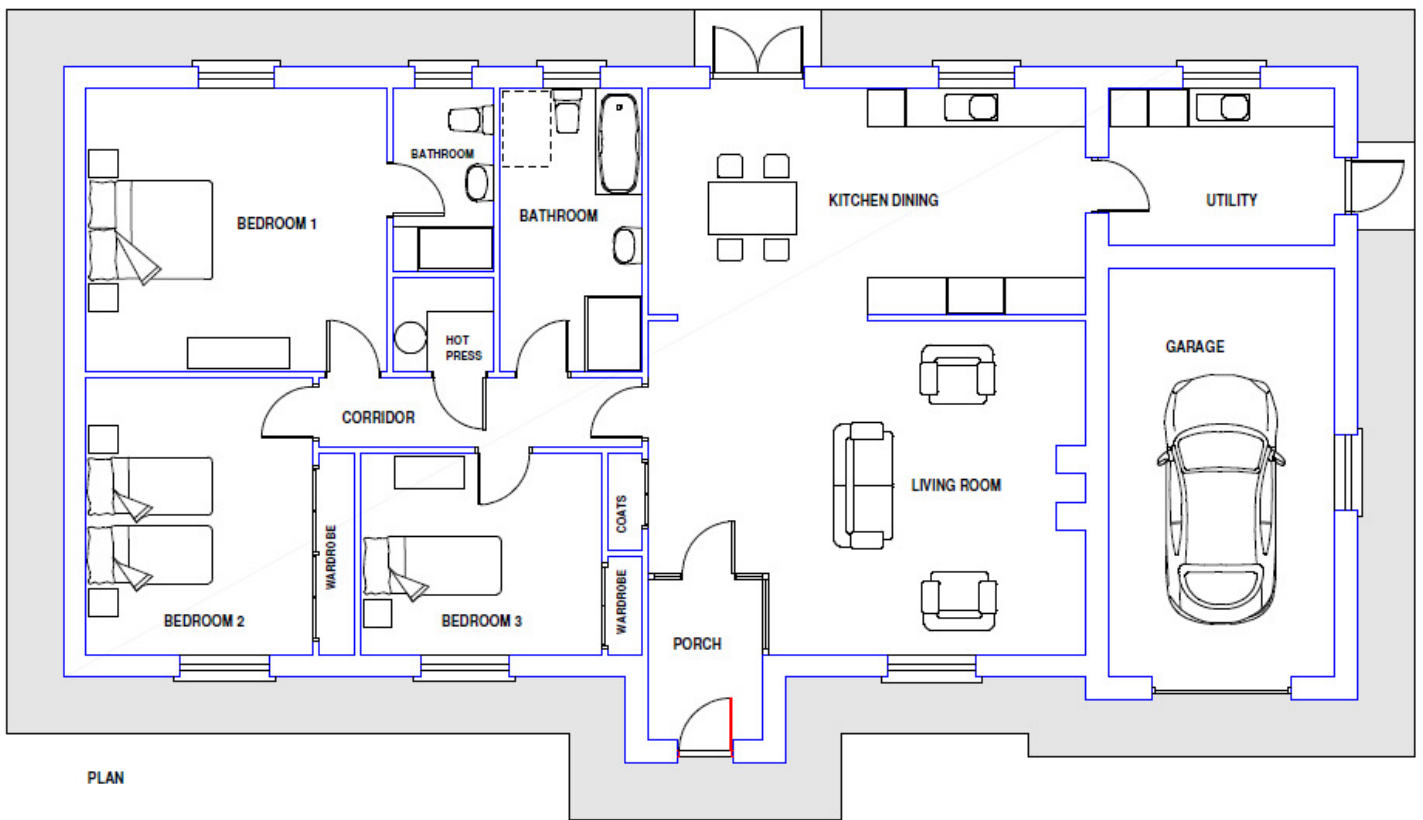 BATHROOM
BEDROOM 1
BATHROOM
KITCHEN DINING
UTILITY
HOT
PRESS
GARAGE
CORRIDOR
LIVING ROOM
COATS
WARDROBE
WARDROBE
BEDROOM 2
BEDROOM 3
PORCH
PLAN